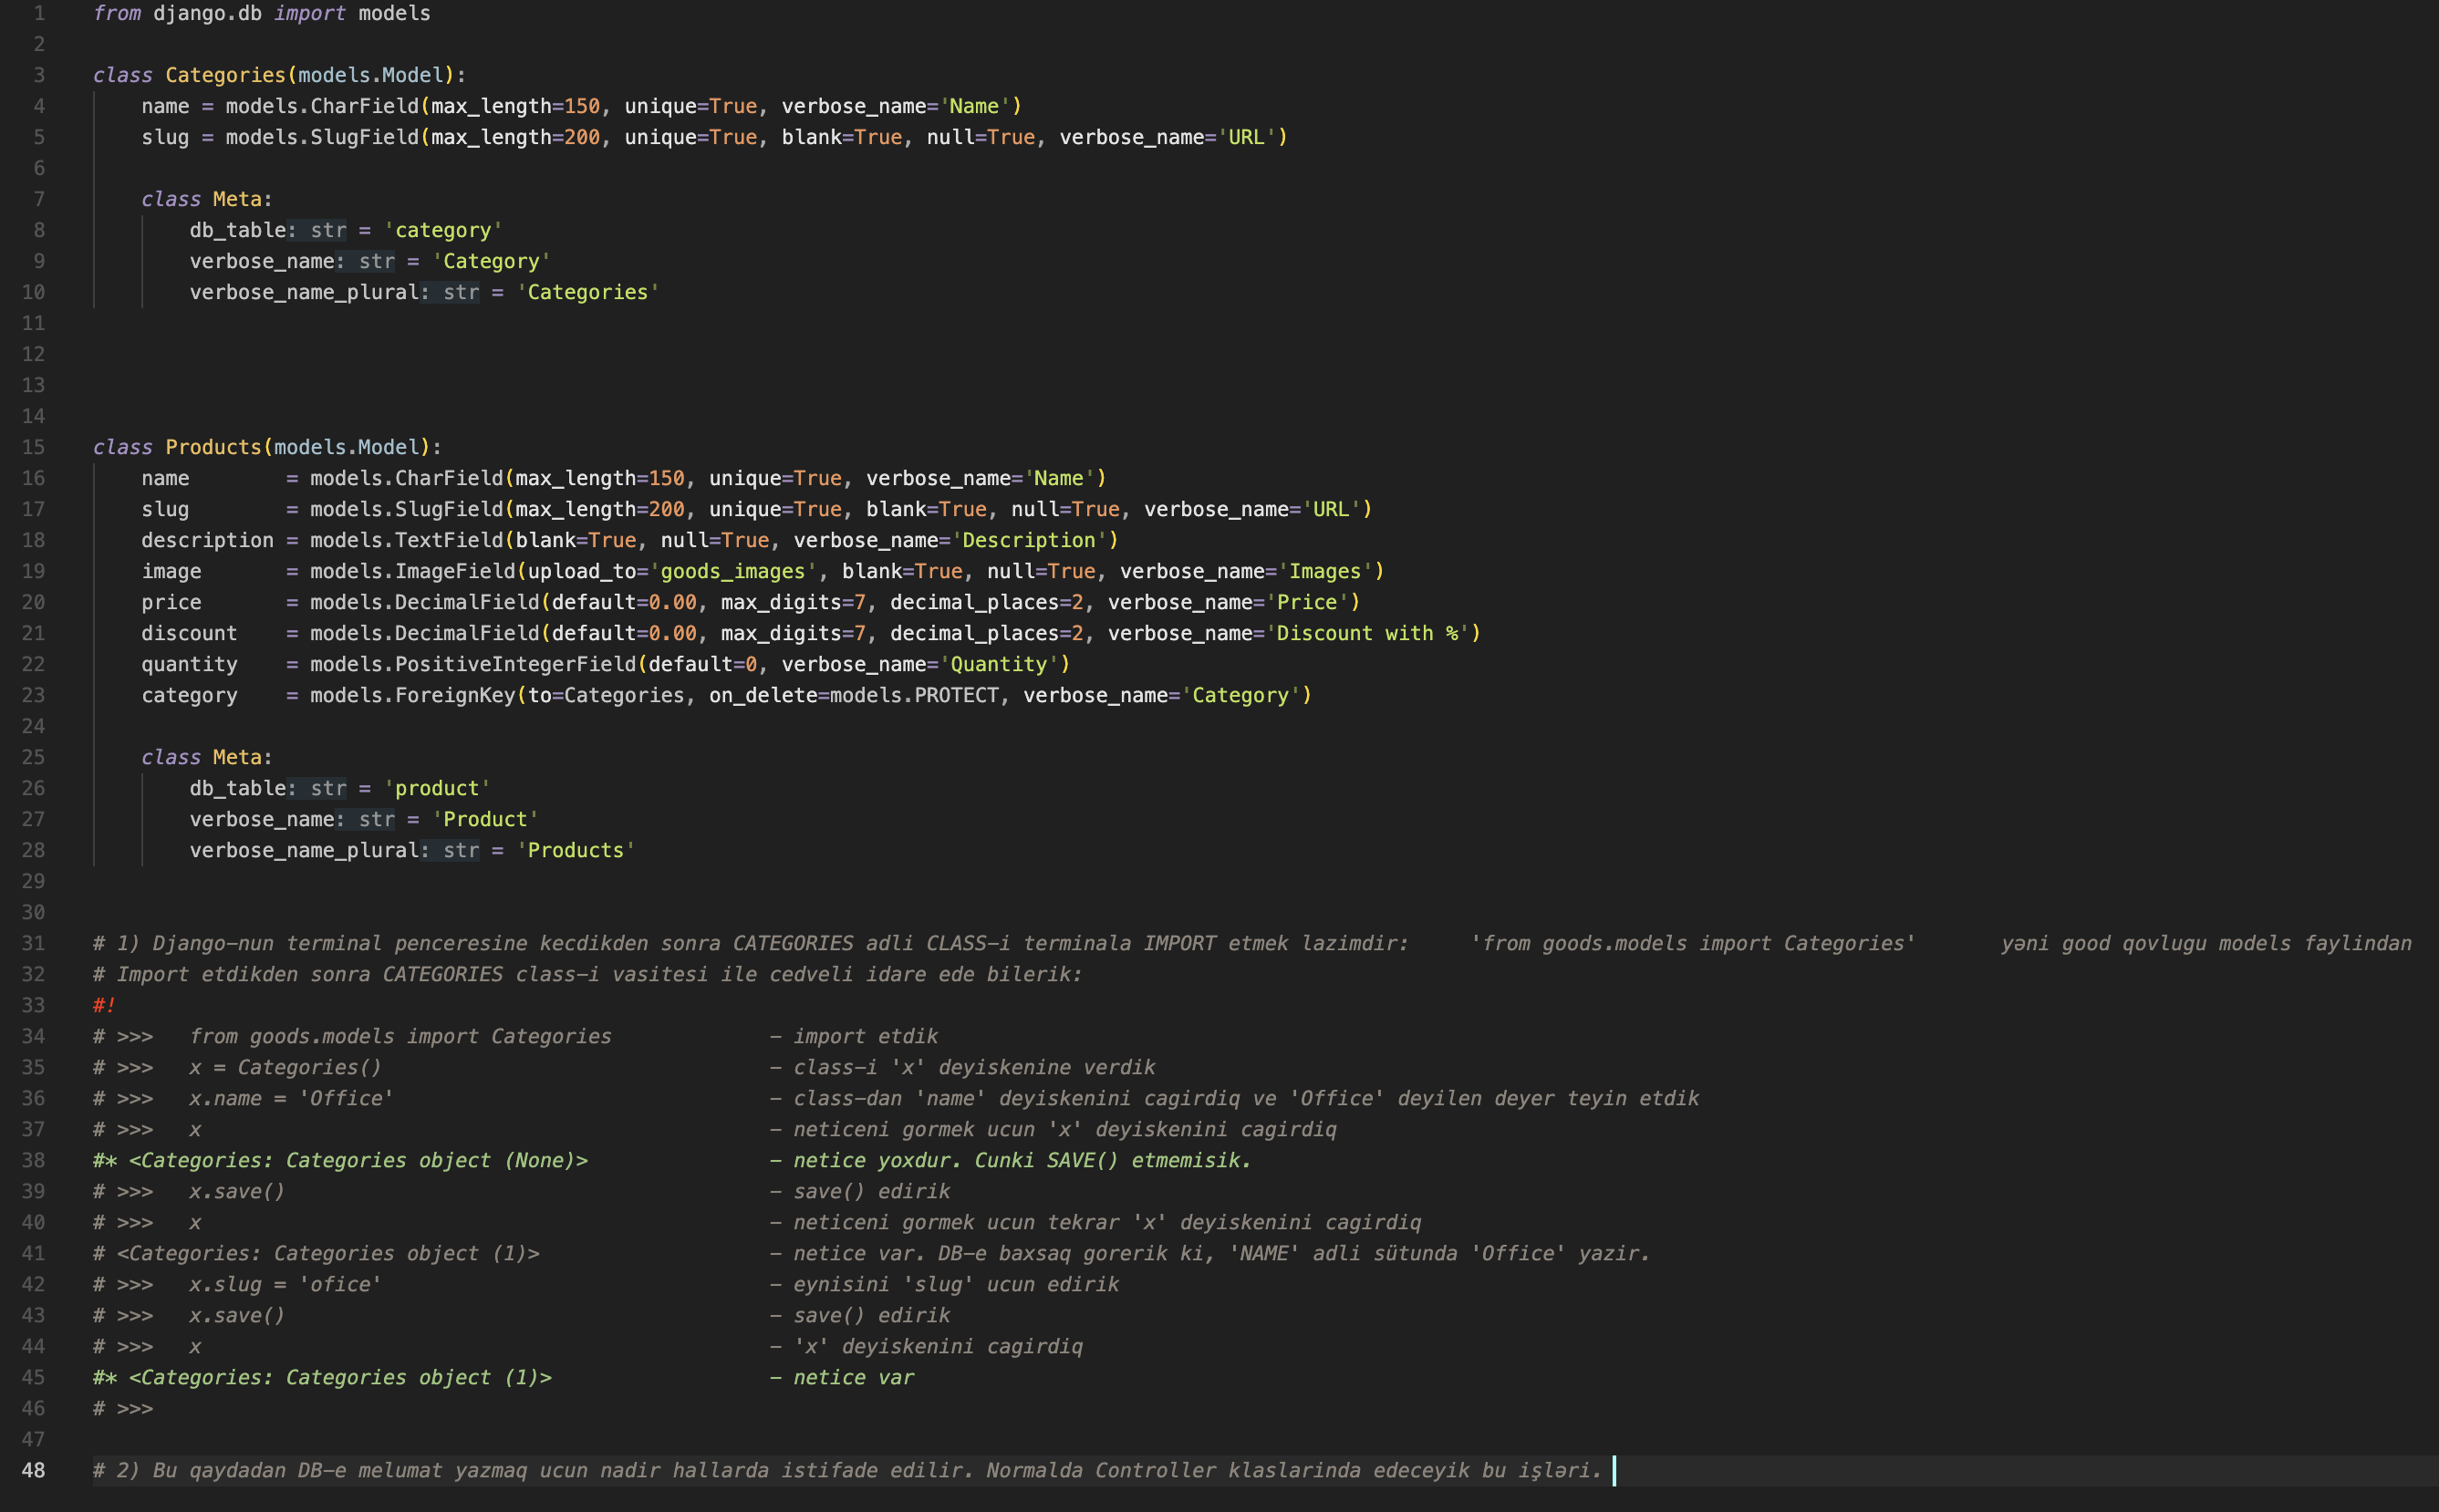 1 from django.db import models
2
3 class Categories(models.Model):
4     name = models.CharField(max_length=150, unique=True, verbose_name='Name')
5     slug = models.SlugField(max_length=200, unique=True, blank=True, null=True, verbose_name='URL')
6
7     class Meta:
8         db_table: str = 'category'
9         verbose_name: str = 'Category'
10         verbose_name_plural: str = 'Categories'
11
12
13
14
15 class Products(models.Model):
16     name        = models.CharField(max_length=150, unique=True, verbose_name='Name')
17     slug        = models.SlugField(max_length=200, unique=True, blank=True, null=True, verbose_name='URL')
18     description = models.TextField(blank=True, null=True, verbose_name='Description')
19     image       = models.ImageField(upload_to='goods_images', blank=True, null=True, verbose_name='Images')
20     price       = models.DecimalField(default=0.00, max_digits=7, decimal_places=2, verbose_name='Price')
21     discount    = models.DecimalField(default=0.00, max_digits=7, decimal_places=2, verbose_name='Discount with %')
22     quantity    = models.PositiveIntegerField(default=0, verbose_name='Quantity')
23     category    = models.ForeignKey(to=Categories, on_delete=models.PROTECT, verbose_name='Category')
24
25     class Meta:
26         db_table: str = 'product'
27         verbose_name: str = 'Product'
28         verbose_name_plural: str = 'Products'
29
30
31 # 1) Django-nun terminal penceresine kecdikden sonra CATEGORIES adli CLASS-i terminala IMPORT etmek lazimdir:     'from goods.models import Categories'       yəni good qovlugu models faylindan
32 # Import etdikden sonra CATEGORIES class-i vasitesi ile cedveli idare ede bilerik:
33 #!
34 # >>>   from goods.models import Categories             - import etdik
35 # >>>   x = Categories()                                - class-i 'x' deyiskenine verdik
36 # >>>   x.name = 'Office'                               - class-dan 'name' deyiskenini cagirdiq ve 'Office' deyilen deyer teyin etdik
37 # >>>   x                                               - neticeni gormek ucun 'x' deyiskenini cagirdiq
38 #* <Categories: Categories object (None)>               - netice yoxdur. Cunki SAVE() etmemisik.
39 # >>>   x.save()                                        - save() edirik
40 # >>>   x                                               - neticeni gormek ucun tekrar 'x' deyiskenini cagirdiq
41 # <Categories: Categories object (1)>                   - netice var. DB-e baxsaq gorerik ki, 'NAME' adli sütunda 'Office' yazir.
42 # >>>   x.slug = 'ofice'                                - eynisini 'slug' ucun edirik
43 # >>>   x.save()                                        - save() edirik
44 # >>>   x                                               - 'x' deyiskenini cagirdiq
45 #* <Categories: Categories object (1)>                  - netice var
46 # >>>
47
48 # 2) Bu qaydadan DB-e melumat yazmaq ucun nadir hallarda istifade edilir. Normalda Controller klaslarinda edeceyik bu işləri.